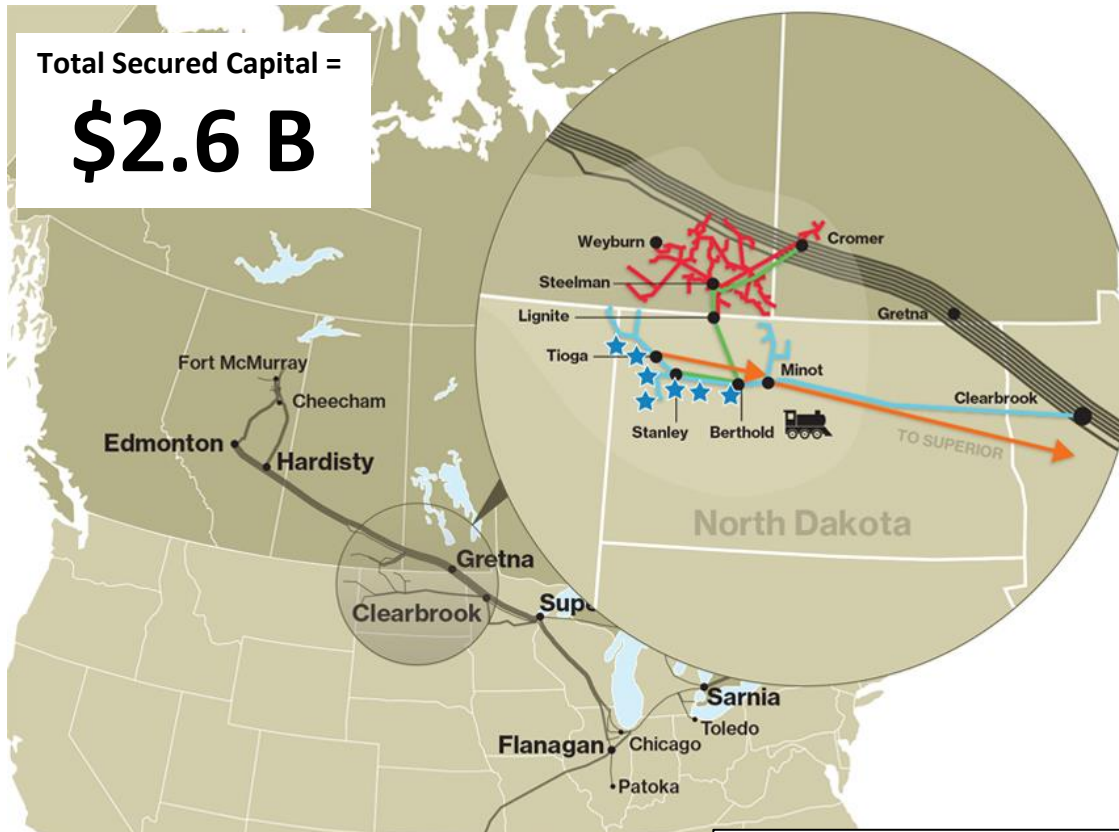 Total Secured Capital =
$2.6 B
Weyburn
Cromer
Steelman
Lignite
Gretna
Tioga
Minot
Clearbrook
Stanley
Berthold
TO SUPERIOR
North Dakota
Fort McMurray
Cheecham
Edmonton
Hardisty
Gretna
Clearbrook
Supe
Sarnia
Toledo
Flanagan
Chicago
Patoka